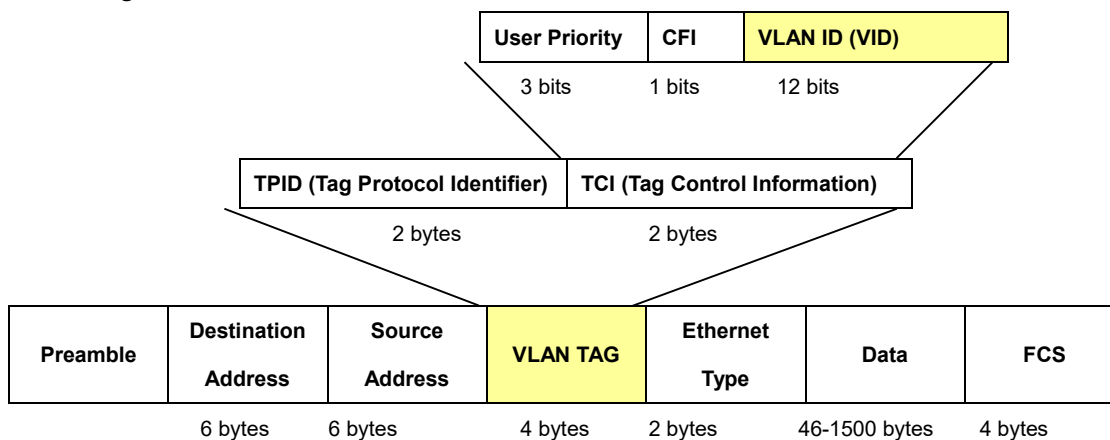 User Priority CFI VLAN ID (VID)
3 bits 1 bits 12 bits
TPID (Tag Protocol Identifier) TCI (Tag Control Information)
2 bytes 2 bytes
Preamble Destination Address Source Address VLAN TAG Ethernet Type Data FCS
6 bytes 6 bytes 4 bytes 2 bytes 46-1500 bytes 4 bytes